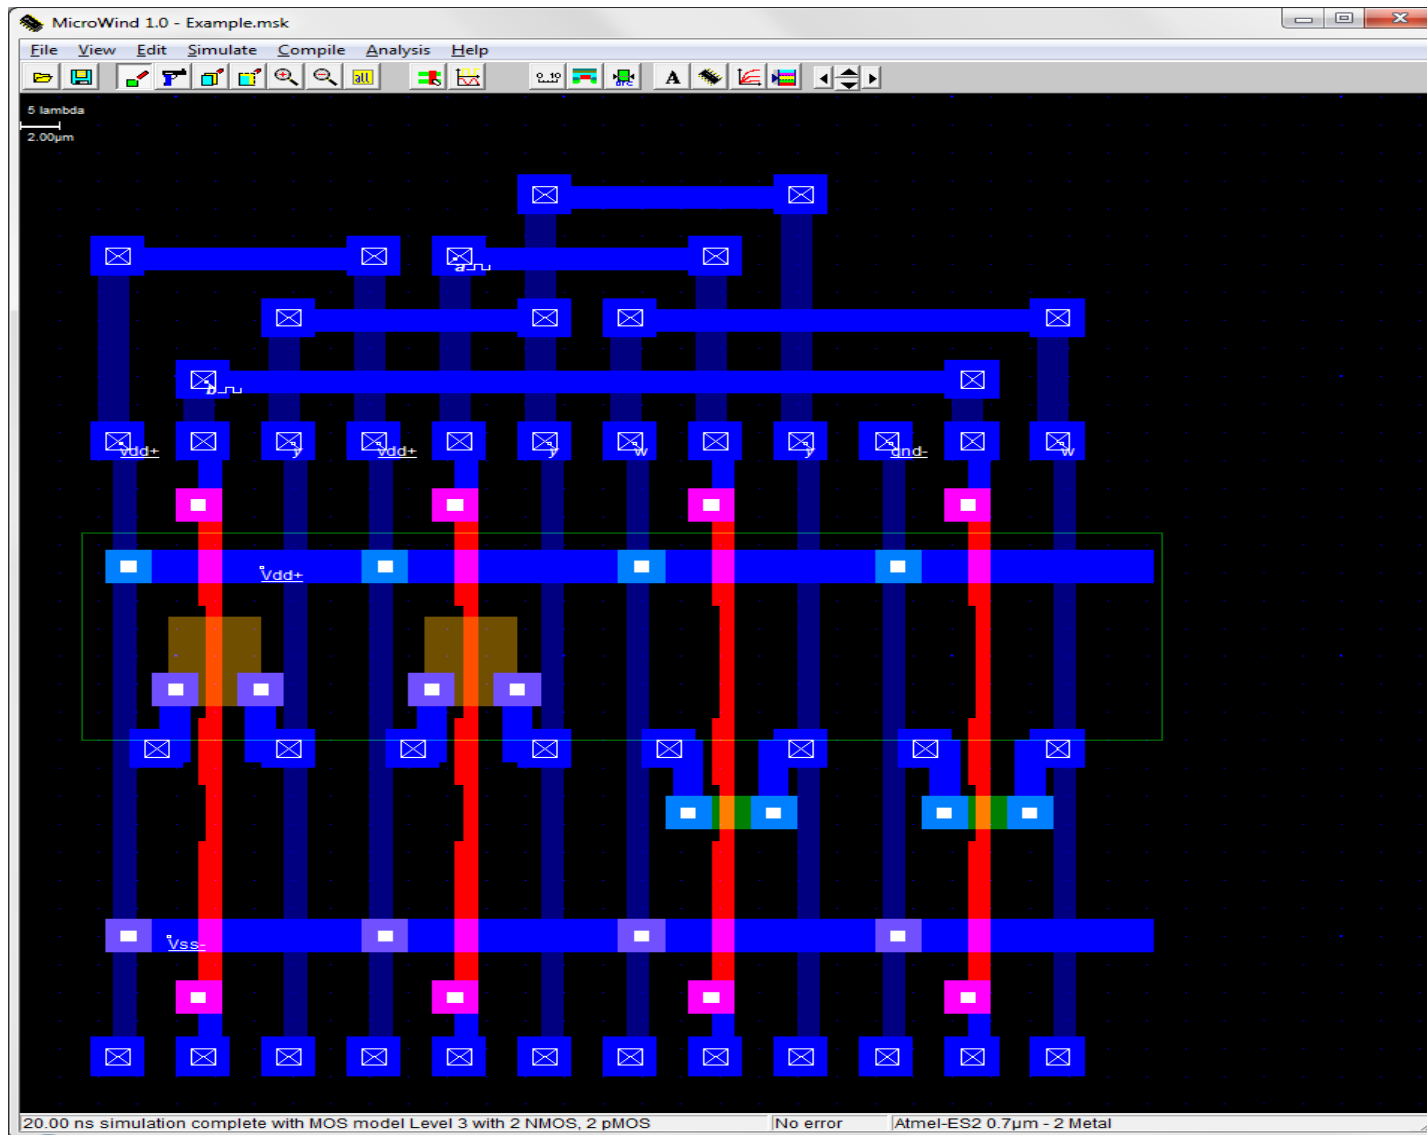 MicroWind 1.0 - Example.msk
File View Edit Simulate Compile Analysis Help
all
A
5 lambda
2.00µm
a
b
vdd+ y vdd+ y w y gnd- w
Vdd+
Vss-
20.00 ns simulation complete with MOS model Level 3 with 2 NMOS, 2 pMOS No error Atmel-ES2 0.7µm - 2 Metal